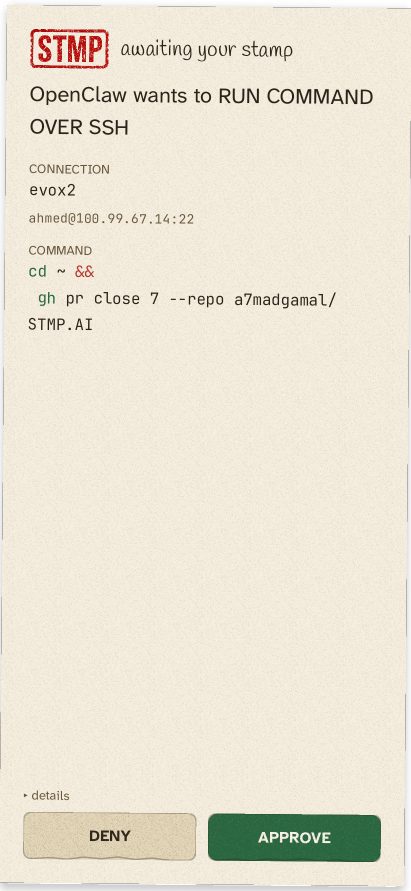 STMP awaiting your stamp
OpenClaw wants to RUN COMMAND
OVER SSH
CONNECTION
evox2
ahmed@100.99.67.14:22
COMMAND
cd ~ &&
gh pr close 7 --repo a7madgamal/
STMP.AI
▸ details
DENY
APPROVE